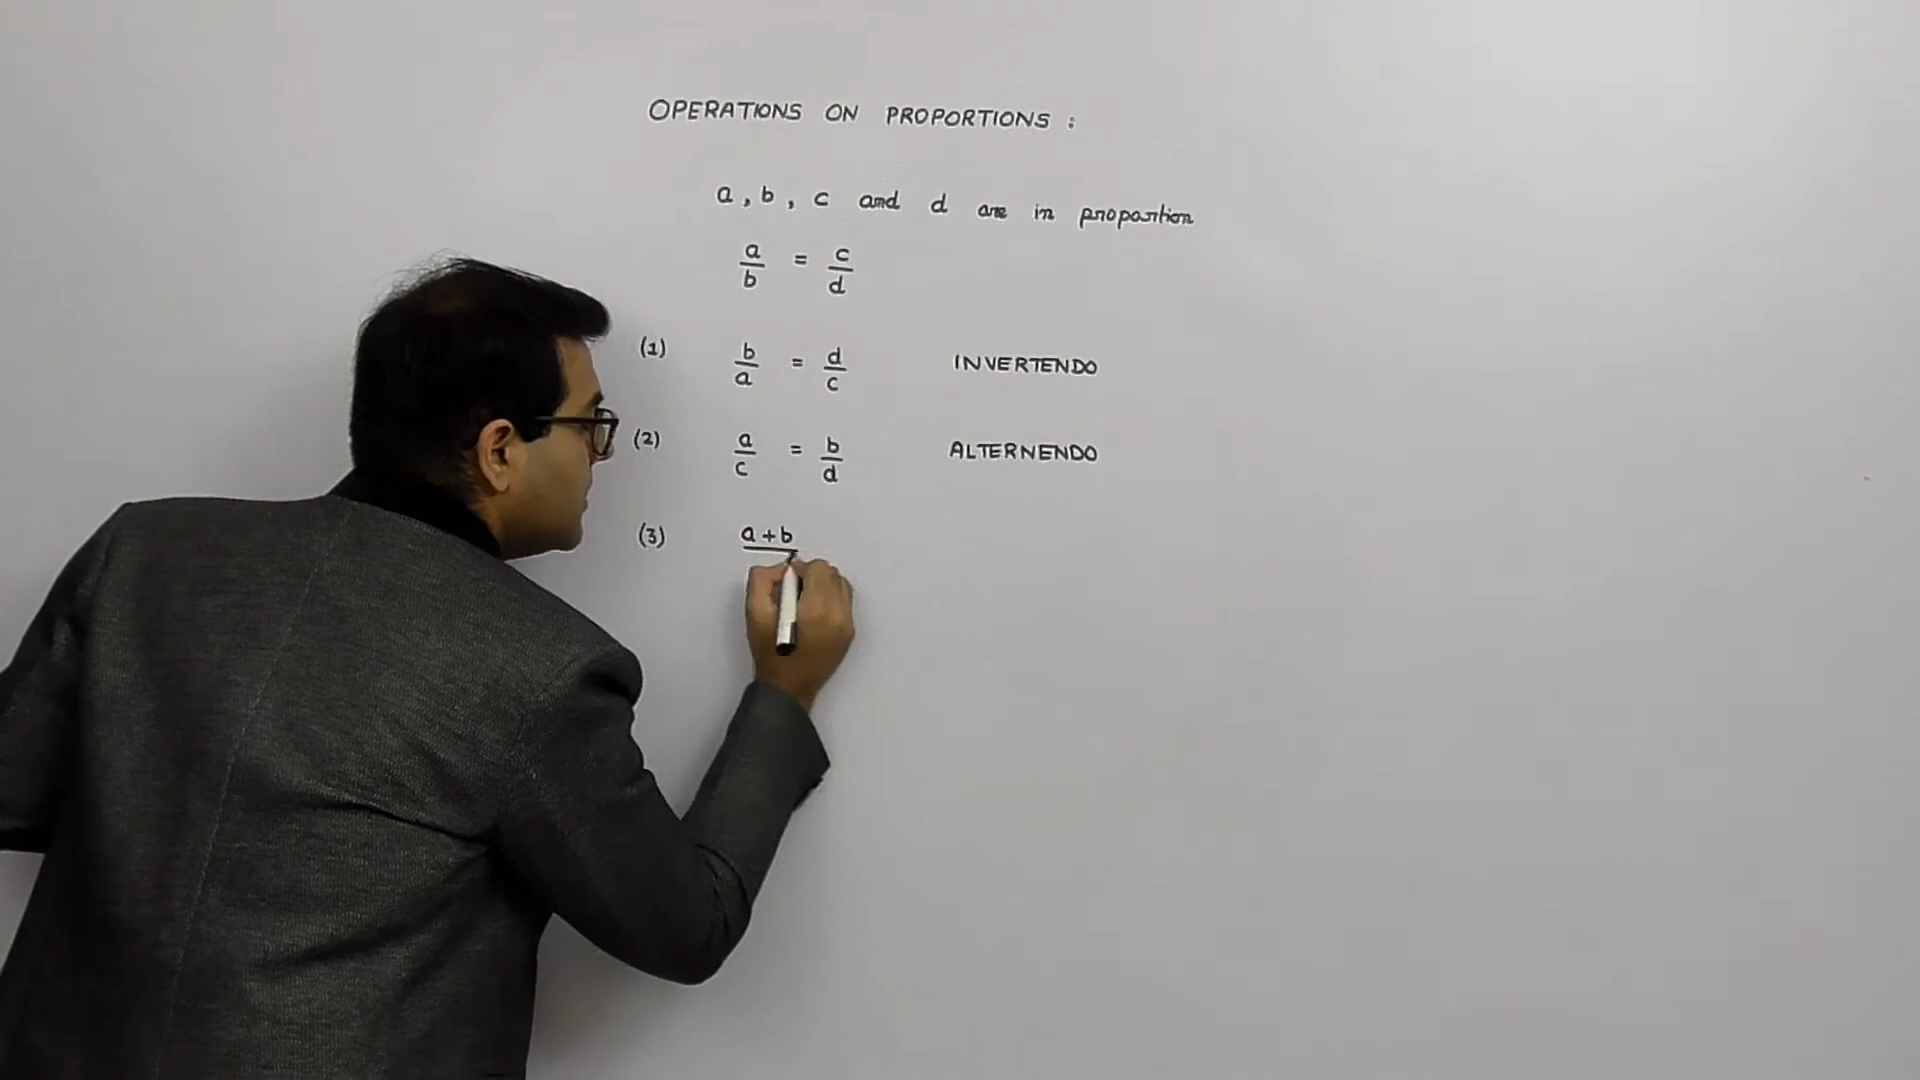 OPERATIONS ON PROPORTIONS :
a, b, c and d are in proportion
a/b = c/d
(1) b/a = d/c INVERTENDO
(2) a/c = b/d ALTERNENDO
(3) a+b